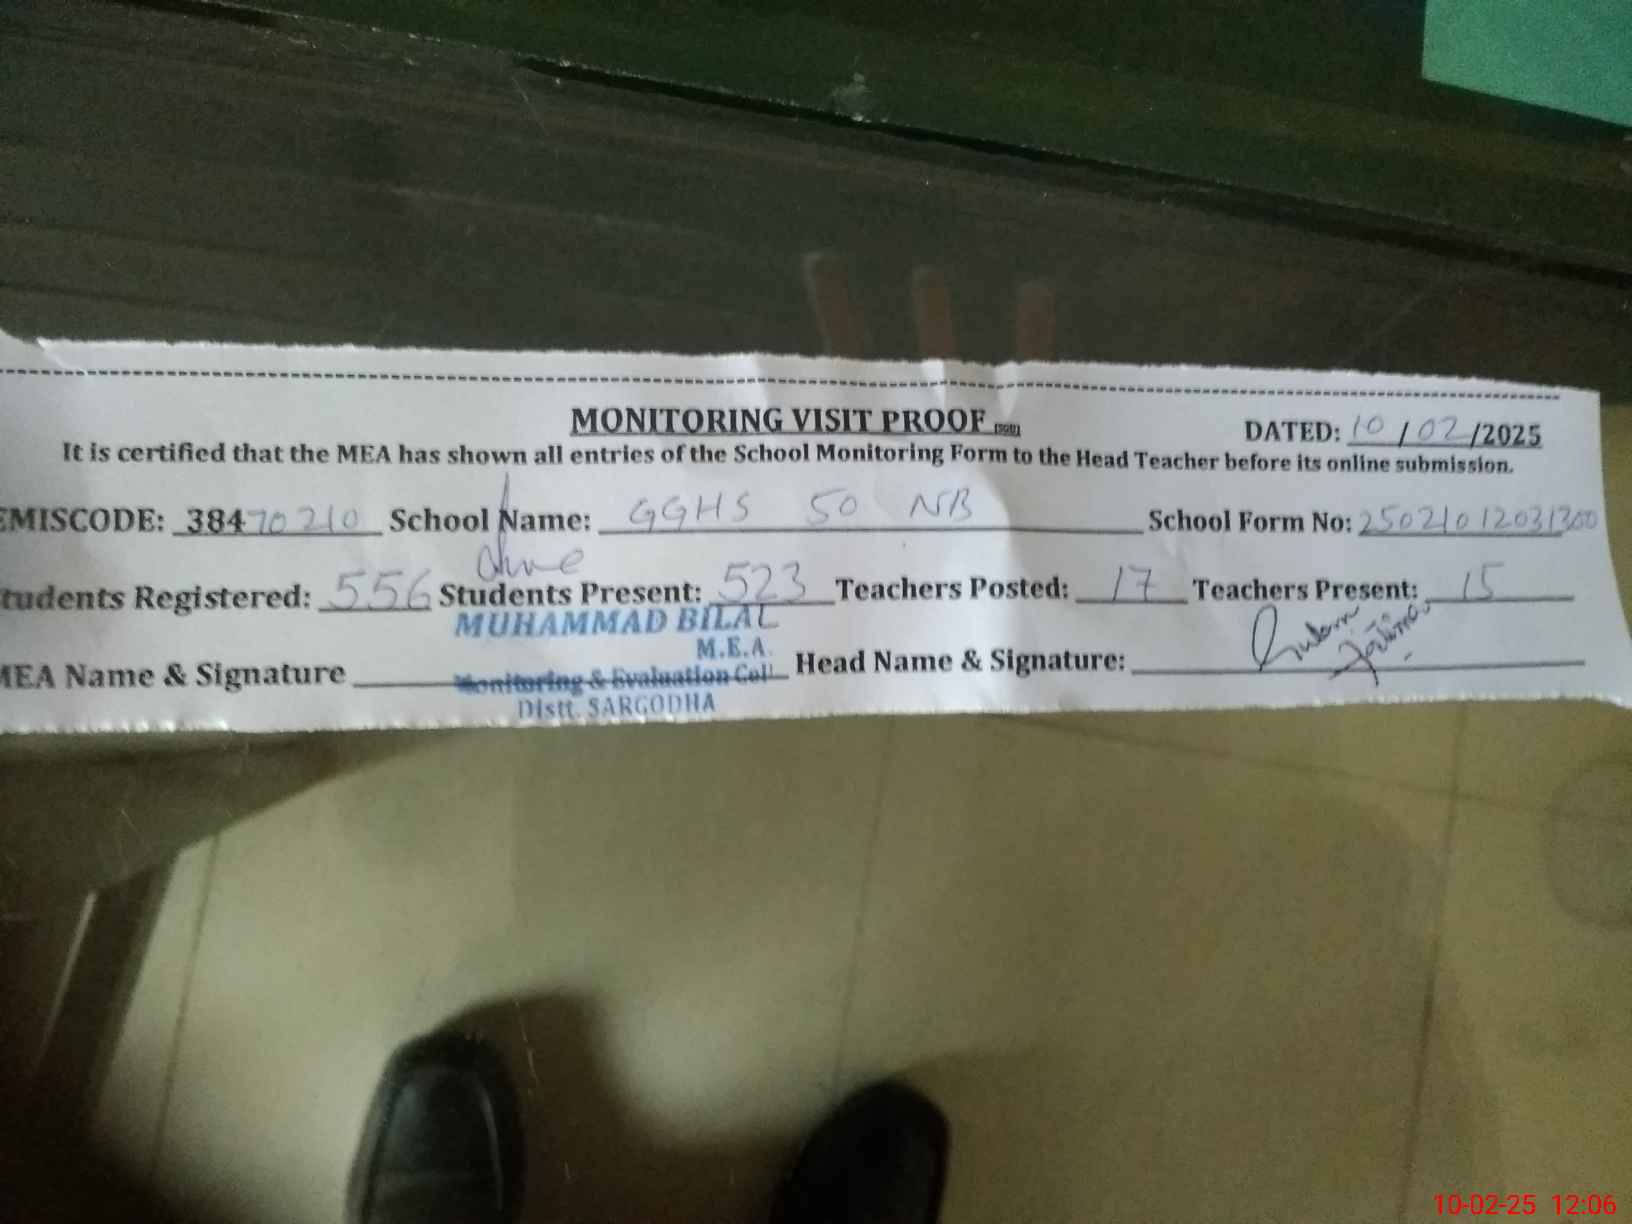 MONITORING VISIT PROOF
DATED: 10/02/2025
It is certified that the MEA has shown all entries of the School Monitoring Form to the Head Teacher before its online submission.
EMISCODE: 38470210 School Name: GGHS 50 NB School Form No: 25021012031300
tudents Registered: 556 Students Present: 523 Teachers Posted: 17 Teachers Present: 15
MUHAMMAD BILAL
M.E.A.
MEA Name & Signature Head Name & Signature:
Monitoring & Evaluation Cell
Distt. SARGODHA
10-02-25 12:06